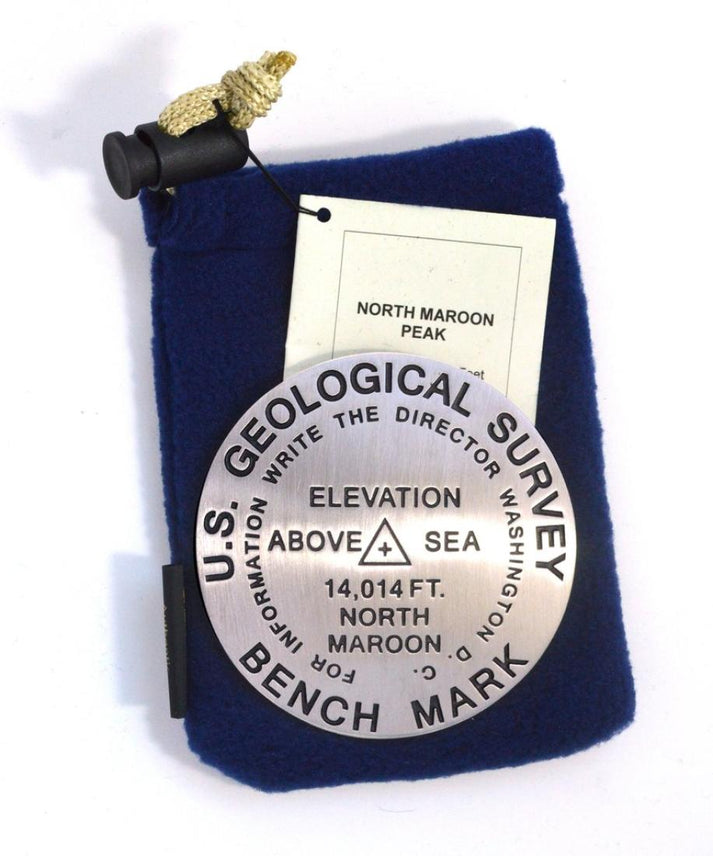 NORTH MAROON
PEAK
U.S. GEOLOGICAL SURVEY
FOR INFORMATION WRITE THE DIRECTOR WASHINGTON D. C.
ELEVATION
ABOVE SEA
14,014 FT.
NORTH
MAROON
BENCH MARK